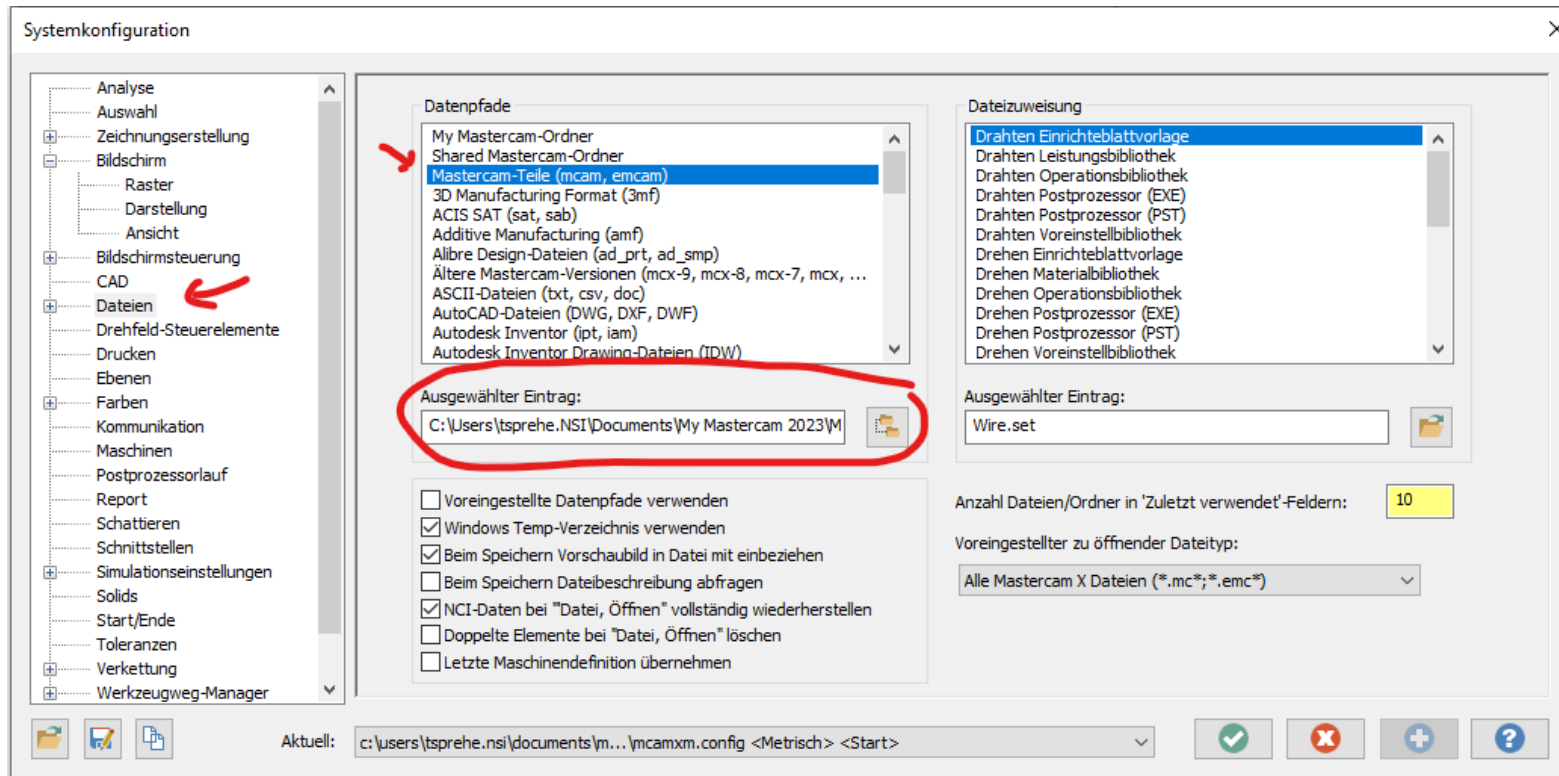 Systemkonfiguration
Analyse
Auswahl
Zeichnungserstellung
Bildschirm
Raster
Darstellung
Ansicht
Bildschirmsteuerung
CAD
Dateien
Drehfeld-Steuerelemente
Drucken
Ebenen
Farben
Kommunikation
Maschinen
Postprozessorlauf
Report
Schattieren
Schnittstellen
Simulationseinstellungen
Solids
Start/Ende
Toleranzen
Verkettung
Werkzeugweg-Manager
Datenpfade
My Mastercam-Ordner
Shared Mastercam-Ordner
Mastercam-Teile (mcam, emcam)
3D Manufacturing Format (3mf)
ACIS SAT (sat, sab)
Additive Manufacturing (amf)
Alibre Design-Dateien (ad_prt, ad_smp)
Ältere Mastercam-Versionen (mcx-9, mcx-8, mcx-7, mcx, ...
ASCII-Dateien (txt, csv, doc)
AutoCAD-Dateien (DWG, DXF, DWF)
Autodesk Inventor (ipt, iam)
Autodesk Inventor Drawing-Dateien (IDW)
Ausgewählter Eintrag:
C:\Users\tsprehe.NSI\Documents\My Mastercam 2023\M
Voreingestellte Datenpfade verwenden
Windows Temp-Verzeichnis verwenden
Beim Speichern Vorschaubild in Datei mit einbeziehen
Beim Speichern Dateibeschreibung abfragen
NCI-Daten bei '"Datei, Öffnen" vollständig wiederherstellen
Doppelte Elemente bei "Datei, Öffnen" löschen
Letzte Maschinendefinition übernehmen
Dateizuweisung
Drahten Einrichteblattvorlage
Drahten Leistungsbibliothek
Drahten Operationsbibliothek
Drahten Postprozessor (EXE)
Drahten Postprozessor (PST)
Drahten Voreinstellbibliothek
Drehen Einrichteblattvorlage
Drehen Materialbibliothek
Drehen Operationsbibliothek
Drehen Postprozessor (EXE)
Drehen Postprozessor (PST)
Drehen Voreinstellbibliothek
Ausgewählter Eintrag:
Wire.set
Anzahl Dateien/Ordner in 'Zuletzt verwendet'-Feldern: 10
Voreingestellter zu öffnender Dateityp:
Alle Mastercam X Dateien (*.mc*;*.emc*)
Aktuell: c:\users\tsprehe.nsi\documents\m...\mcamxm.config <Metrisch> <Start>